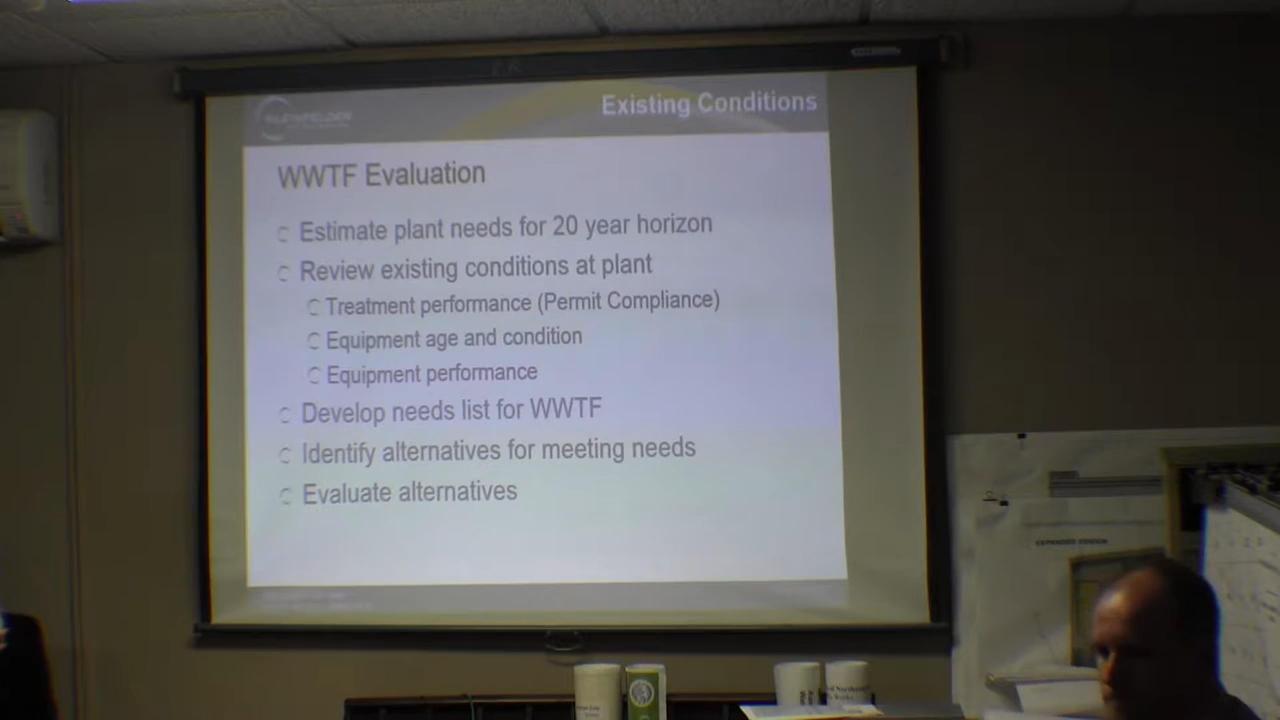 KLEINFELDER
Existing Conditions
WWTF Evaluation
Estimate plant needs for 20 year horizon
Review existing conditions at plant
Treatment performance (Permit Compliance)
Equipment age and condition
Equipment performance
Develop needs list for WWTF
Identify alternatives for meeting needs
Evaluate alternatives